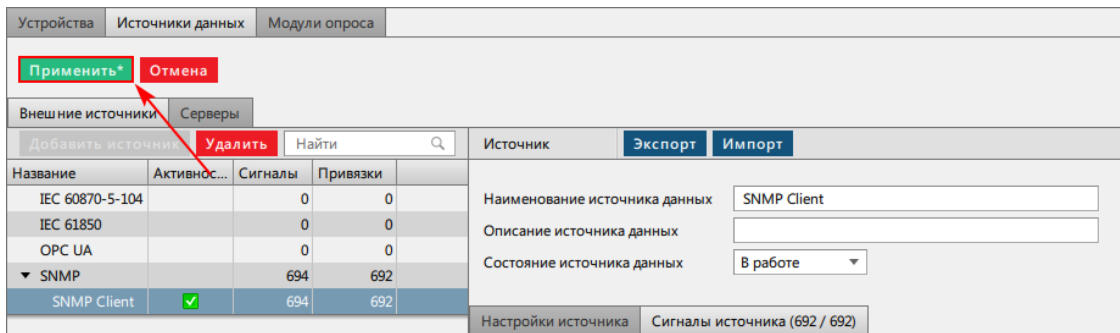 Устройства Источники данных Модули опроса
Применить* Отмена
Внешние источники Серверы
Добавить источник Удалить Найти Источник Экспорт Импорт
Название Активнос... Сигналы Привязки
IEC 60870-5-104 0 0 Наименование источника данных SNMP Client
IEC 61850 0 0 Описание источника данных
OPC UA 0 0 Состояние источника данных В работе
SNMP 694 692
SNMP Client 694 692
Настройки источника Сигналы источника (692 / 692)